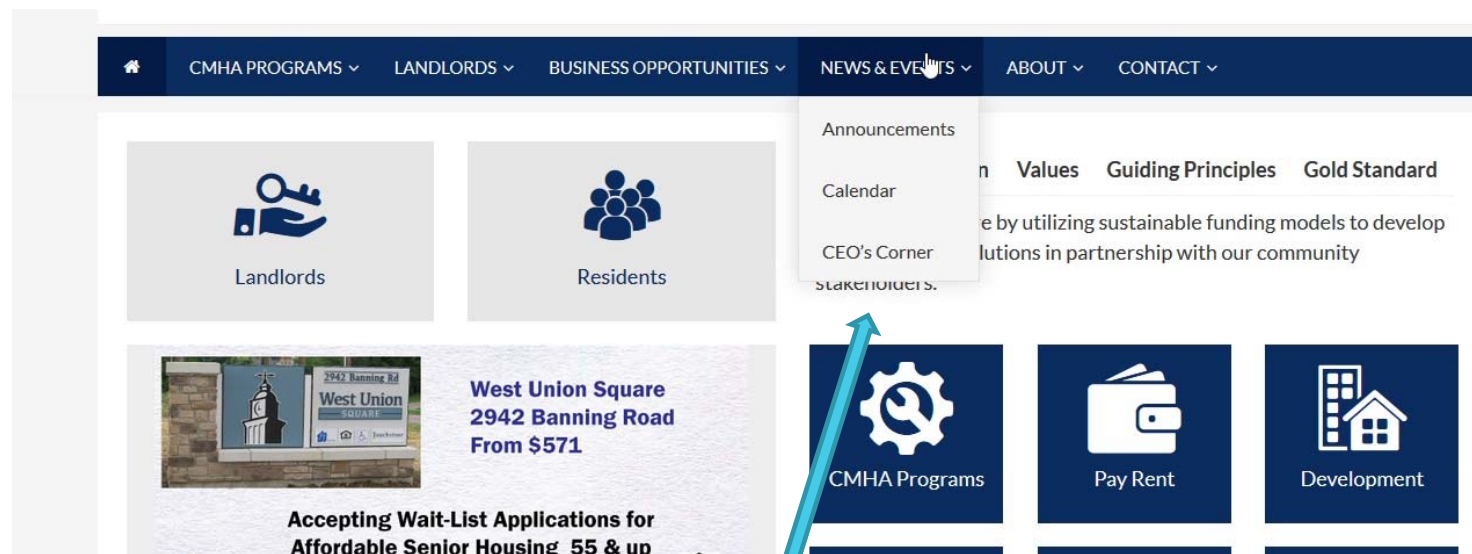 CMHA PROGRAMS LANDLORDS BUSINESS OPPORTUNITIES NEWS & EVENTS ABOUT CONTACT
Announcements
Calendar
CEO's Corner
n Values Guiding Principles Gold Standard
e by utilizing sustainable funding models to develop
lutions in partnership with our community
stakeholders.
Landlords
Residents
2942 Banning Rd
West Union
SQUARE
West Union Square
2942 Banning Road
From $571
Accepting Wait-List Applications for
Affordable Senior Housing 55 & up
CMHA Programs
Pay Rent
Development